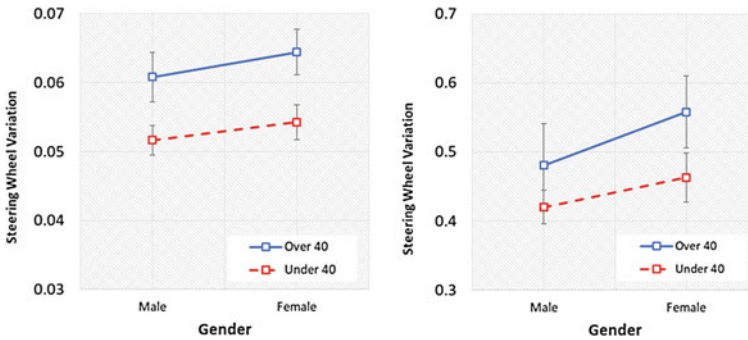 Steering Wheel Variation
0.07
0.06
0.05
0.04
0.03
Over 40
Under 40
Male
Female
Gender
Steering Wheel Variation
0.7
0.6
0.5
0.4
0.3
Over 40
Under 40
Male
Female
Gender